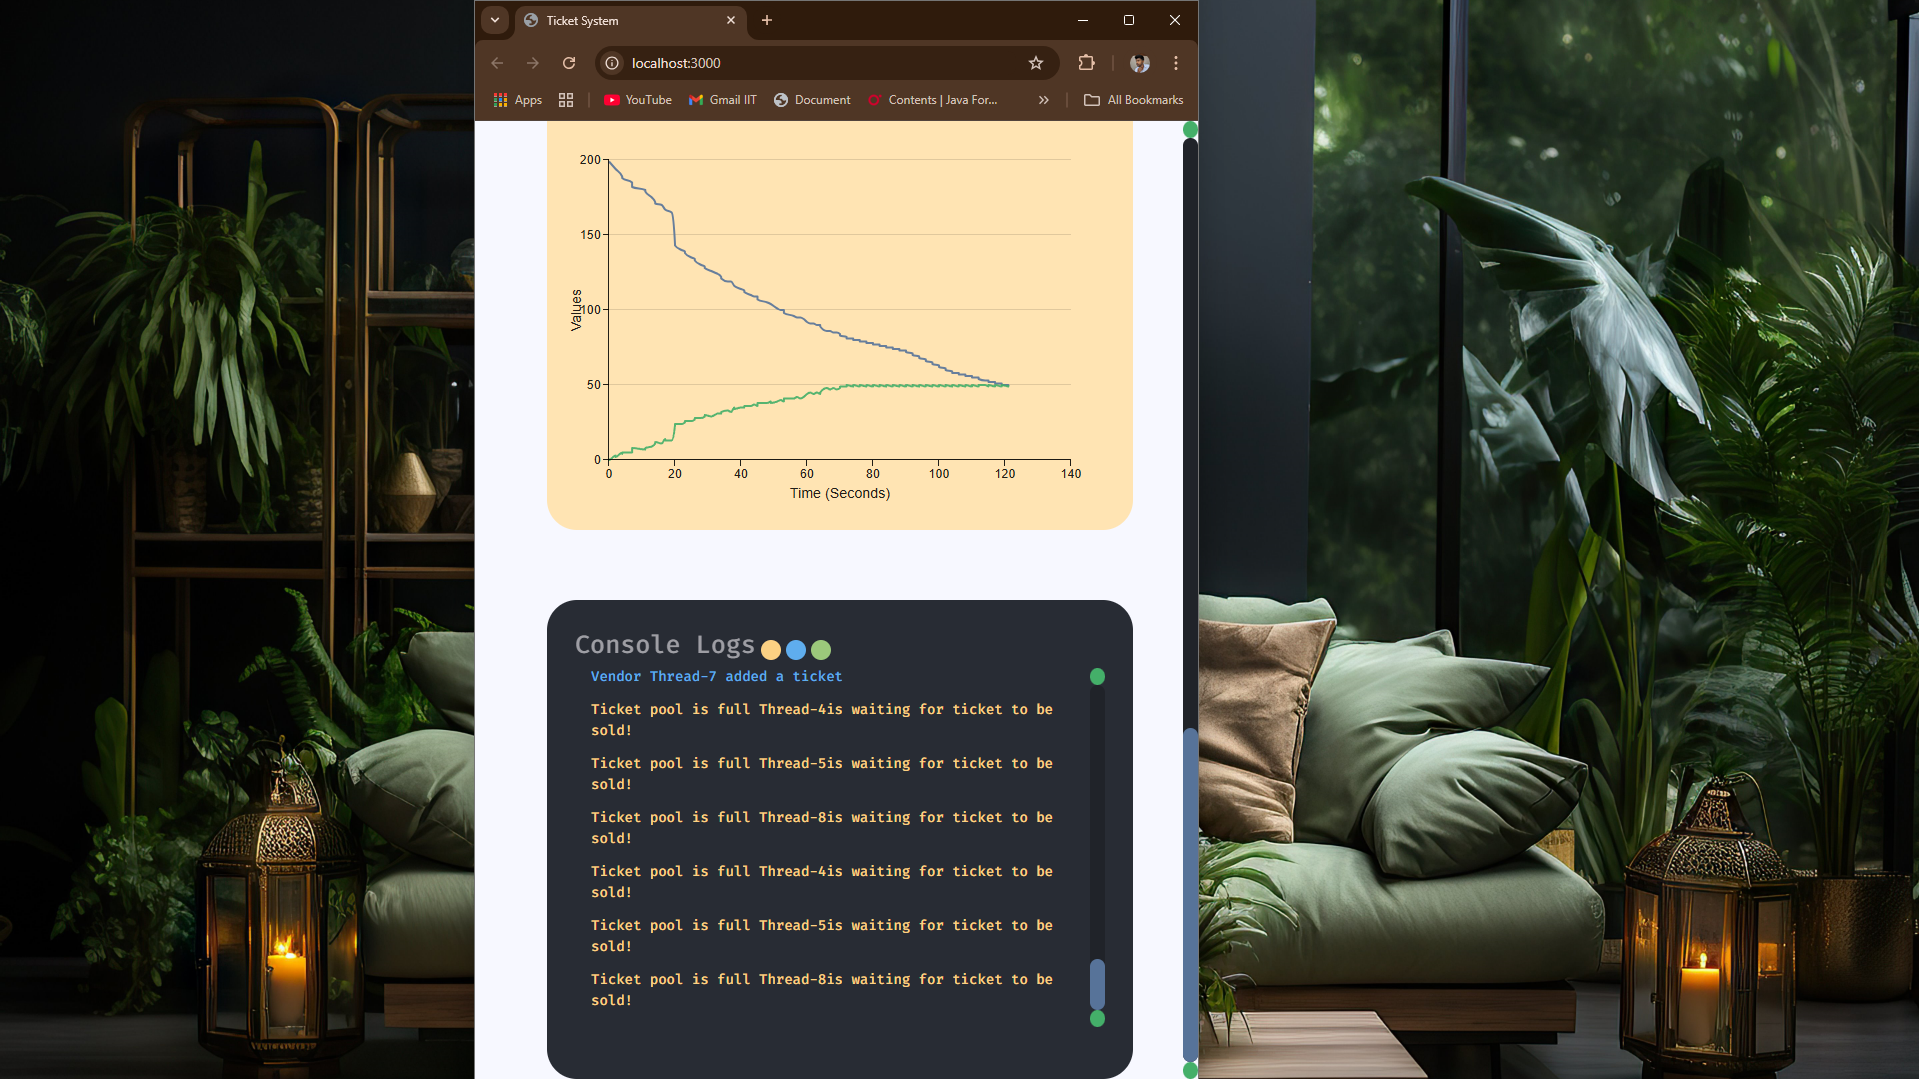 Ticket System
localhost:3000
Apps
YouTube
Gmail IIT
Document
Contents | Java For...
All Bookmarks
200
150
100
50
0
Values
0 20 40 60 80 100 120 140
Time (Seconds)
Console Logs
Vendor Thread-7 added a ticket
Ticket pool is full Thread-4is waiting for ticket to be
sold!
Ticket pool is full Thread-5is waiting for ticket to be
sold!
Ticket pool is full Thread-8is waiting for ticket to be
sold!
Ticket pool is full Thread-4is waiting for ticket to be
sold!
Ticket pool is full Thread-5is waiting for ticket to be
sold!
Ticket pool is full Thread-8is waiting for ticket to be
sold!